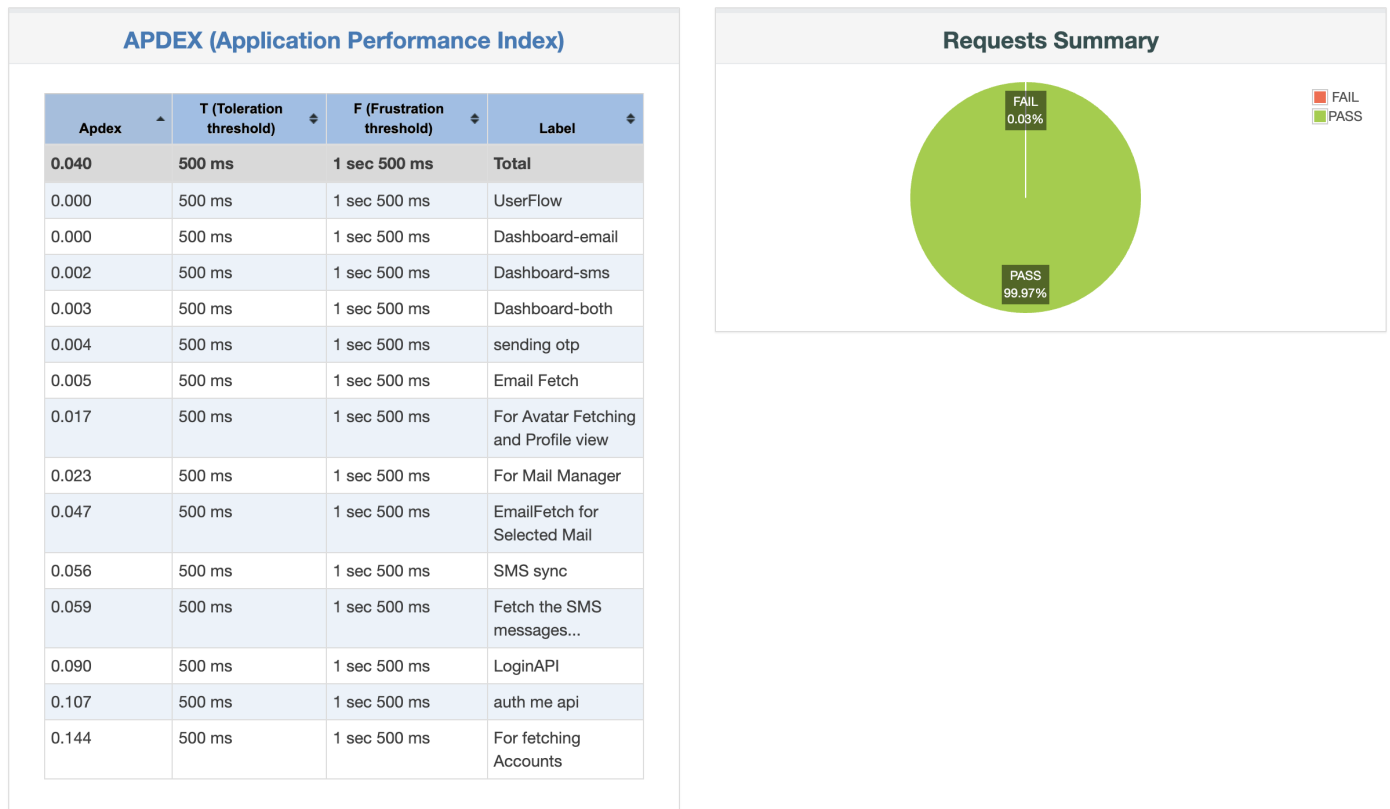 APDEX (Application Performance Index)
Apdex T (Toleration threshold) F (Frustration threshold) Label
0.040 500 ms 1 sec 500 ms Total
0.000 500 ms 1 sec 500 ms UserFlow
0.000 500 ms 1 sec 500 ms Dashboard-email
0.002 500 ms 1 sec 500 ms Dashboard-sms
0.003 500 ms 1 sec 500 ms Dashboard-both
0.004 500 ms 1 sec 500 ms sending otp
0.005 500 ms 1 sec 500 ms Email Fetch
0.017 500 ms 1 sec 500 ms For Avatar Fetching
and Profile view
0.023 500 ms 1 sec 500 ms For Mail Manager
0.047 500 ms 1 sec 500 ms EmailFetch for
Selected Mail
0.056 500 ms 1 sec 500 ms SMS sync
0.059 500 ms 1 sec 500 ms Fetch the SMS
messages...
0.090 500 ms 1 sec 500 ms LoginAPI
0.107 500 ms 1 sec 500 ms auth me api
0.144 500 ms 1 sec 500 ms For fetching
Accounts
Requests Summary
FAIL
0.03%
PASS
99.97%
FAIL
PASS